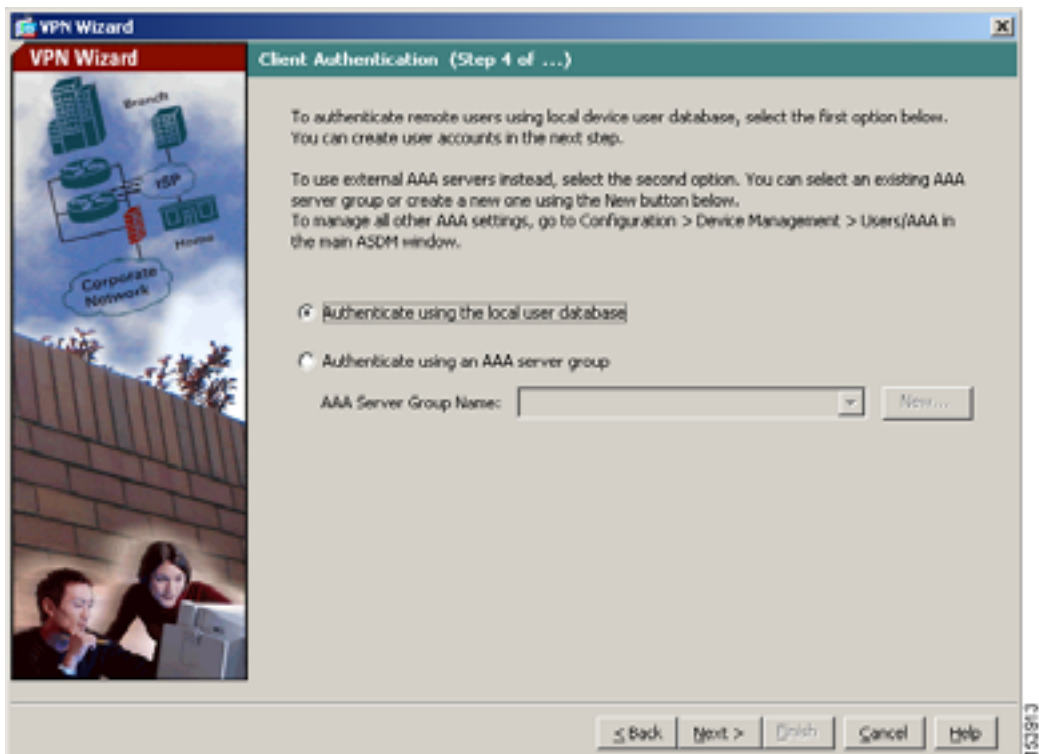 VPN Wizard
VPN Wizard
Client Authentication (Step 4 of ...)
Branch
ISP
Home
Corporate
Network
To authenticate remote users using local device user database, select the first option below.
You can create user accounts in the next step.
To use external AAA servers instead, select the second option. You can select an existing AAA
server group or create a new one using the New button below.
To manage all other AAA settings, go to Configuration > Device Management > Users/AAA in
the main ASDM window.
Authenticate using the local user database
Authenticate using an AAA server group
AAA Server Group Name:
New...
< Back
Next >
Finish
Cancel
Help
153913